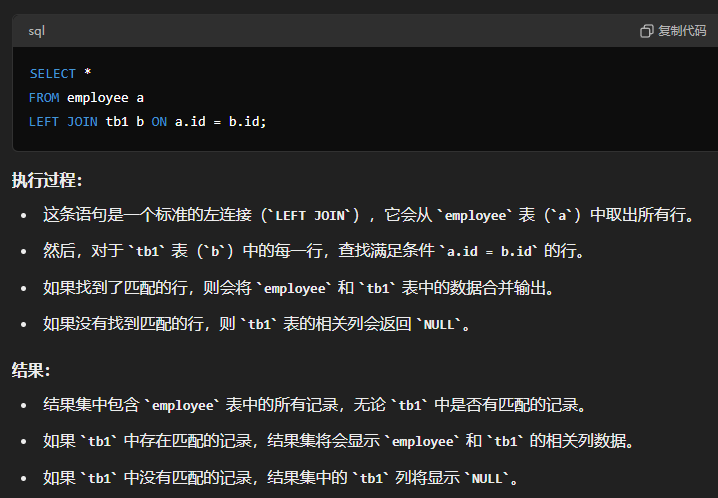 sql
复制代码
SELECT *
FROM employee a
LEFT JOIN tb1 b ON a.id = b.id;
执行过程：
• 这条语句是一个标准的左连接（`LEFT JOIN`），它会从 `employee` 表（`a`）中取出所有行。
• 然后，对于 `tb1` 表（`b`）中的每一行，查找满足条件 `a.id = b.id` 的行。
• 如果找到了匹配的行，则会将 `employee` 和 `tb1` 表中的数据合并输出。
• 如果没有找到匹配的行，则 `tb1` 表的相关列会返回 `NULL`。
结果：
• 结果集中包含 `employee` 表中的所有记录，无论 `tb1` 中是否有匹配的记录。
• 如果 `tb1` 中存在匹配的记录，结果集将会显示 `employee` 和 `tb1` 的相关列数据。
• 如果 `tb1` 中没有匹配的记录，结果集中的 `tb1` 列将显示 `NULL`。